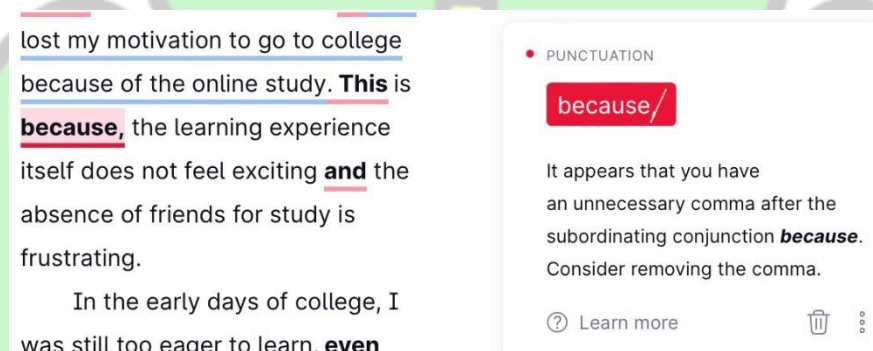 lost my motivation to go to college
because of the online study. This is
because, the learning experience
itself does not feel exciting and the
absence of friends for study is
frustrating.
In the early days of college, I
was still too eager to learn, even
PUNCTUATION
because,
It appears that you have
an unnecessary comma after the
subordinating conjunction because.
Consider removing the comma.
Learn more